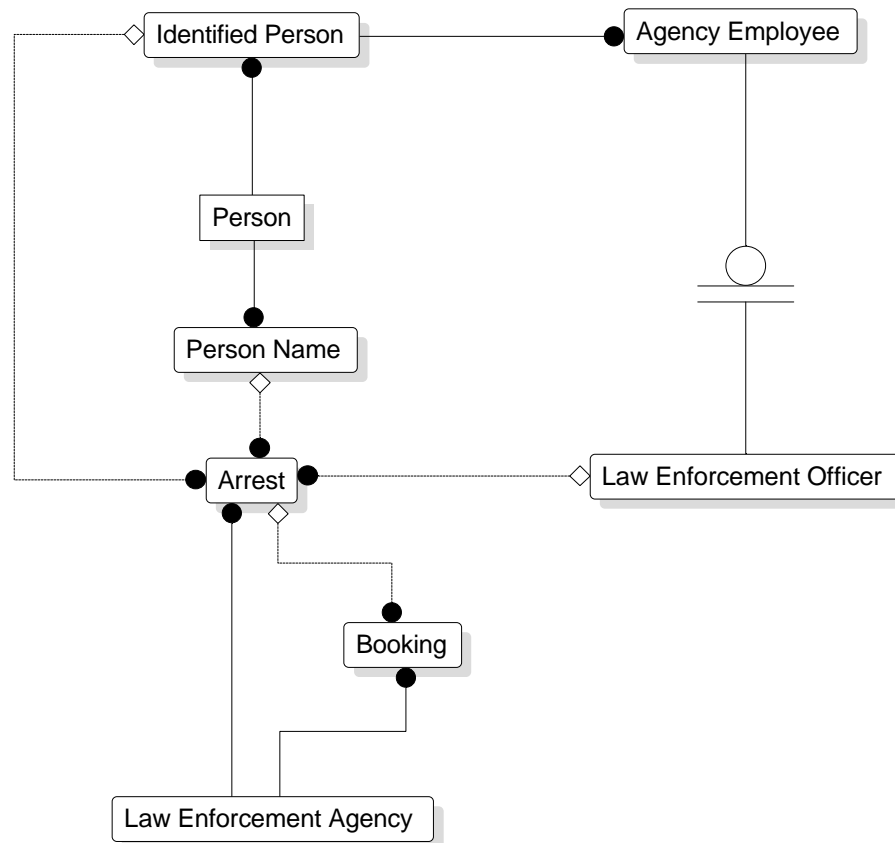 Identified Person
Agency Employee
Person
Person Name
Arrest
Law Enforcement Officer
Booking
Law Enforcement Agency